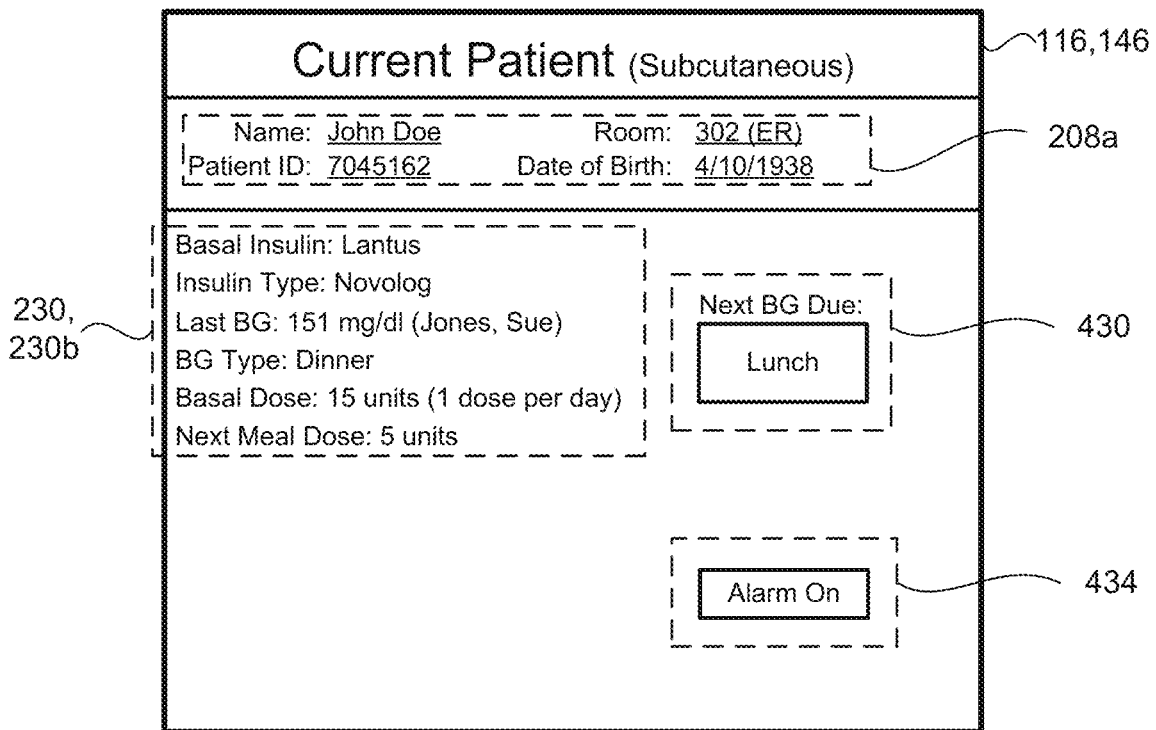 Current Patient (Subcutaneous)
116,146
Name: John Doe Room: 302 (ER)
Patient ID: 7045162 Date of Birth: 4/10/1938
208a
Basal Insulin: Lantus
Insulin Type: Novolog
Last BG: 151 mg/dl (Jones, Sue)
BG Type: Dinner
Basal Dose: 15 units (1 dose per day)
Next Meal Dose: 5 units
230,
230b
Next BG Due:
Lunch
430
Alarm On
434